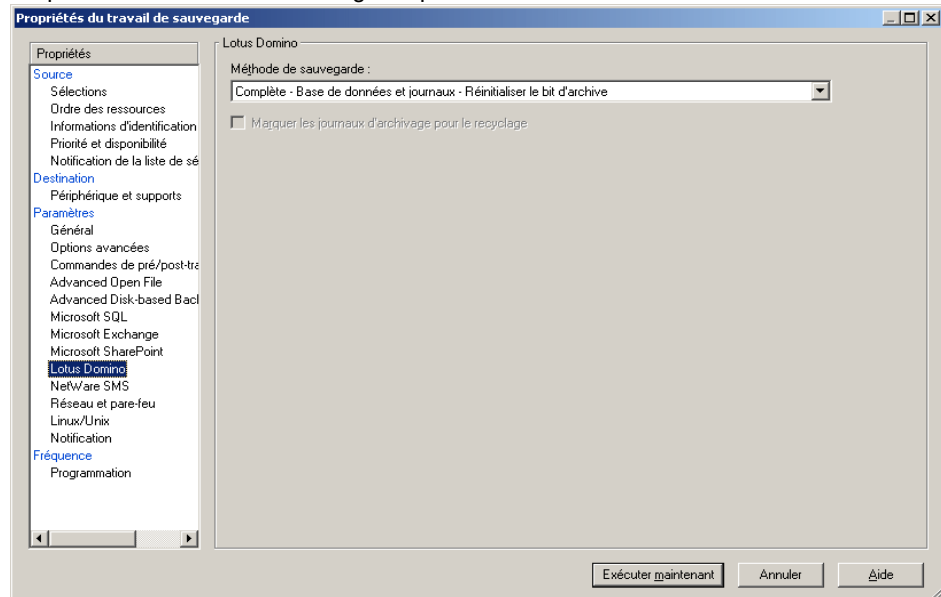 Propriétés du travail de sauvegarde
Propriétés
Source
Sélections
Ordre des ressources
Informations d'identification
Priorité et disponibilité
Notification de la liste de sé
Destination
Périphérique et supports
Paramètres
Général
Options avancées
Commandes de pré/post-tra
Advanced Open File
Advanced Disk-based Bacl
Microsoft SQL
Microsoft Exchange
Microsoft SharePoint
Lotus Domino
NetWare SMS
Réseau et pare-feu
Linux/Unix
Notification
Fréquence
Programmation
Lotus Domino
Méthode de sauvegarde :
Complète - Base de données et journaux - Réinitialiser le bit d'archive
Marquer les journaux d'archivage pour le recyclage
Exécuter maintenant
Annuler
Aide